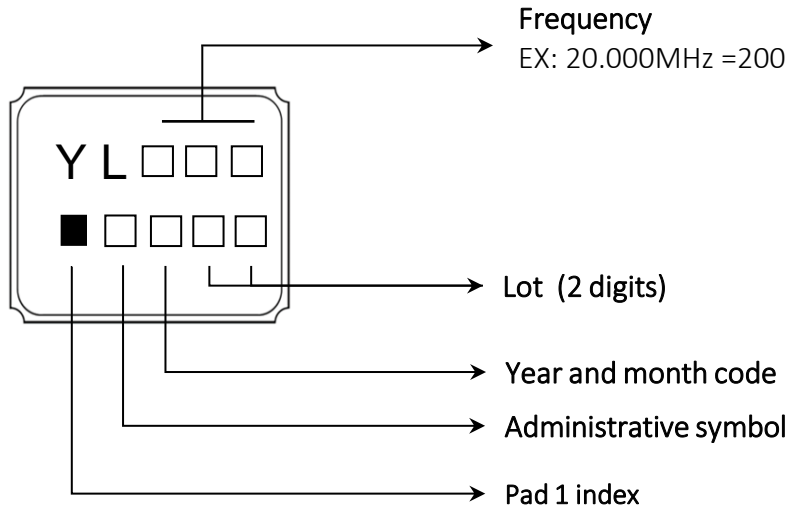 Frequency
EX: 20.000MHz =200
YL□□□
■□□□□
Lot (2 digits)
Year and month code
Administrative symbol
Pad 1 index